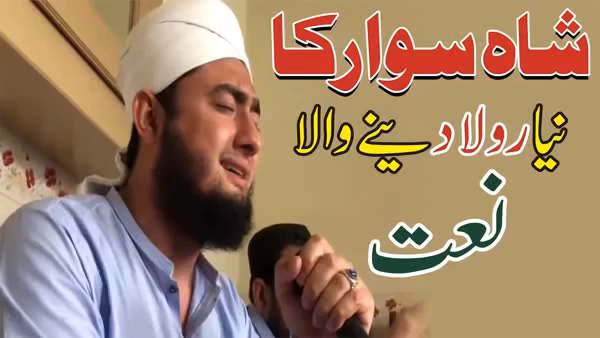 شاہ سوار کا
نیا رولا دینے والا
نعت